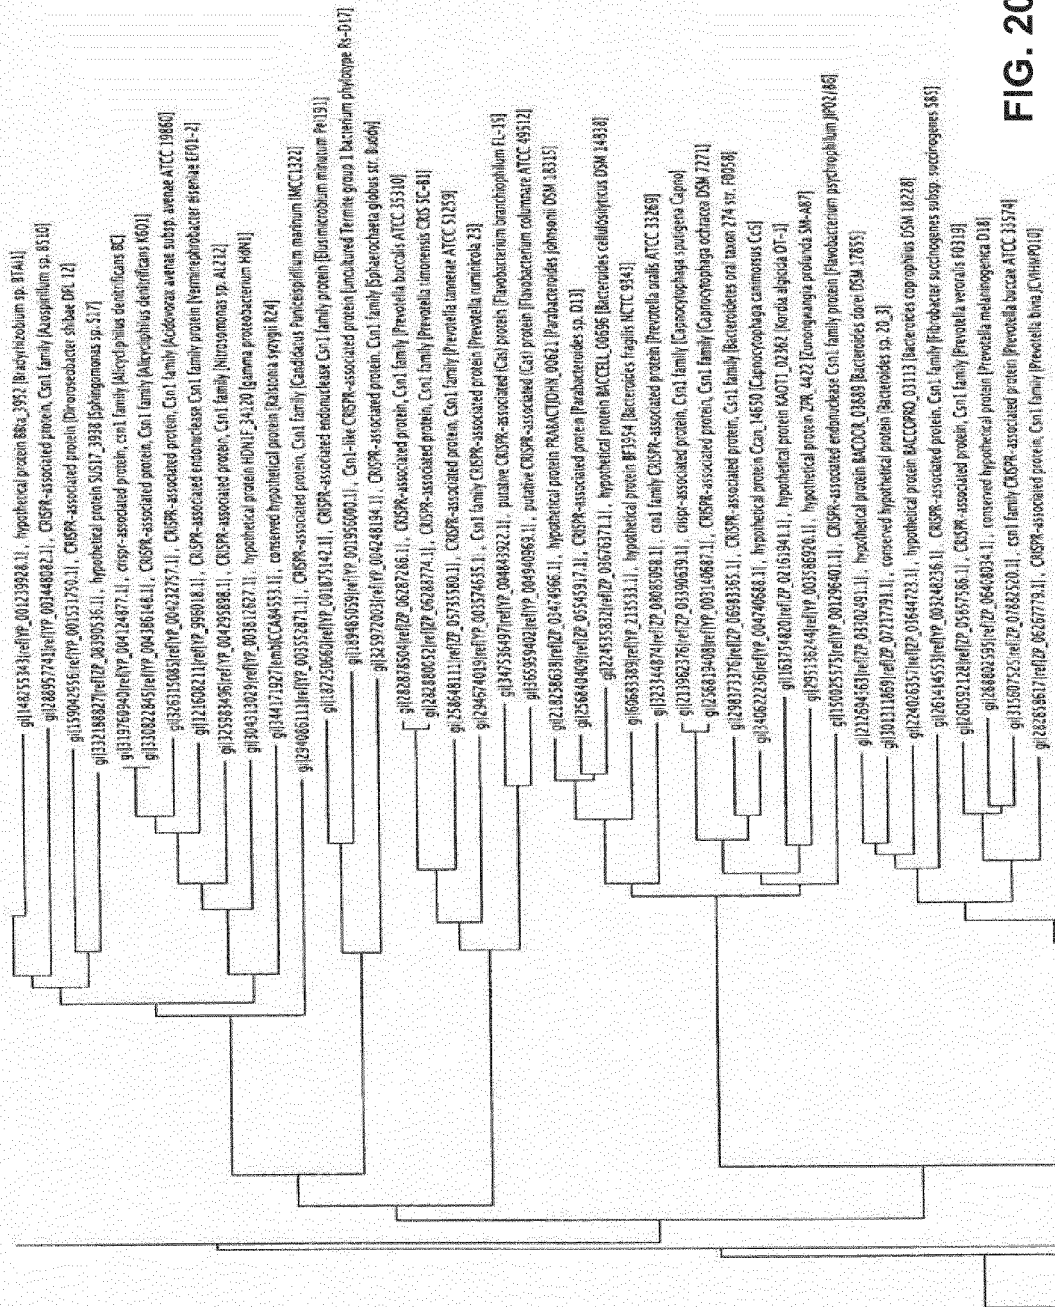 gi|148255343|ref|YP_001239928.1|, hypothetical protein BBta_3952 [Bradyrhizobium sp. BTAi1]
gi|288957741|ref|YP_003448082.1|, CRISPR-associated protein, Csn1 family [Azospirillum sp. B510]
gi|159042956|ref|YP_001531750.1|, CRISPR-associated protein [Dinoroseobacter shibae DFL 12]
gi|332188827|ref|ZP_08390536.1|, hypothetical protein SUS17_3938 [Sphingomonas sp. S17]
gi|319760940|ref|YP_004124877.1|, crispr-associated protein, csn1 family [Alicycliphilus denitrificans BC]
gi|330822845|ref|YP_004386148.1|, CRISPR-associated protein, Csn1 family [Alicycliphilus denitrificans K601]
gi|326315085|ref|YP_004232757.1|, CRISPR-associated protein, Csn1 family [Acidovorax avenae subsp. avenae ATCC 19860]
gi|121608211|ref|YP_996018.1|, CRISPR-associated endonuclease Csn1 family protein [Verminephrobacter eiseniae EF01-2]
gi|325983496|ref|YP_004295898.1|, CRISPR-associated protein, Csn1 family [Nitrosomonas sp. AL212]
gi|304313029|ref|YP_003812627.1|, hypothetical protein HDN1F_34120 [gamma proteobacterium HdN1]
gi|344171927|emb|CCA84553.1|, conserved hypothetical protein [Ralstonia syzygii R24]
gi|294086111|ref|YP_003552871.1|, CRISPR-associated protein, Csn1 family [Candidatus Puniceispirillum marinum IMCC1322]
gi|187250660|ref|YP_001875142.1|, CRISPR-associated endonuclease Csn1 family protein [Elusimicrobium minutum Pei191]
gi|189485059|ref|YP_001956000.1|, Csn1-like CRISPR-associated protein [uncultured Termite group 1 bacterium phylotype Rs-D17]
gi|325972003|ref|YP_004248194.1|, CRISPR-associated protein, Csn1 family [Sphaerochaeta globus str. Buddy]
gi|282878504|ref|ZP_06287286.1|, CRISPR-associated protein, Csn1 family [Prevotella buccalis ATCC 35310]
gi|282880052|ref|ZP_06288774.1|, CRISPR-associated protein, Csn1 family [Prevotella timonensis CRIS 5C-B1]
gi|258648111|ref|ZP_05735580.1|, CRISPR-associated protein, Csn1 family [Prevotella tannerae ATCC 51259]
gi|294674019|ref|YP_003574635.1|, Csn1 family CRISPR-associated protein [Prevotella ruminicola 23]
gi|347536497|ref|YP_004843922.1|, putative CRISPR-associated (Cas) protein [Flavobacterium branchiophilum FL-15]
gi|365959402|ref|YP_004940969.1|, putative CRISPR-associated (Cas) protein [Flavobacterium columnare ATCC 49512]
gi|218258638|ref|ZP_03474966.1|, hypothetical protein PRABACTJOHN_00621 [Parabacteroides johnsonii DSM 18315]
gi|256840409|ref|ZP_05545917.1|, CRISPR-associated protein [Parabacteroides sp. D13]
gi|224535832|ref|ZP_03676371.1|, hypothetical protein BACCELL_00696 [Bacteroides cellulosilyticus DSM 14838]
gi|60683389|ref|YP_213533.1|, hypothetical protein BF3954 [Bacteroides fragilis NCTC 9343]
gi|323344874|ref|ZP_08085098.1|, csn1 family CRISPR-associated protein [Prevotella oralis ATCC 33269]
gi|213962376|ref|ZP_03390639.1|, crispr-associated protein, Csn1 family [Capnocytophaga sputigena Capno]
gi|256819408|ref|YP_003140687.1|, CRISPR-associated protein, Csn1 family [Capnocytophaga ochracea DSM 7271]
gi|298373376|ref|ZP_06983365.1|, CRISPR-associated protein, Csn1 family [Bacteroidetes oral taxon 274 str. F0058]
gi|340622236|ref|YP_004740688.1|, hypothetical protein Ccan_14650 [Capnocytophaga canimorsus Cc5]
gi|163754820|ref|ZP_02161941.1|, hypothetical protein KAOT1_02362 [Kordia algicida OT-1]
gi|295136244|ref|YP_003586920.1|, hypothetical protein ZPR_4422 [Zunongwangia profunda SM-A87]
gi|150025575|ref|YP_001296401.1|, CRISPR-associated endonuclease Csn1 family protein [Flavobacterium psychrophilum JIP02/86]
gi|212694363|ref|ZP_03302491.1|, hypothetical protein BACDOR_03889 [Bacteroides dorei DSM 17855]
gi|301311869|ref|ZP_07217791.1|, conserved hypothetical protein [Bacteroides sp. 20_3]
gi|224026357|ref|ZP_03644723.1|, hypothetical protein BACCOPRO_03113 [Bacteroides coprophilus DSM 18228]
gi|261414553|ref|YP_003248236.1|, CRISPR-associated protein, Csn1 family [Fibrobacter succinogenes subsp. succinogenes S85]
gi|260592128|ref|ZP_05857586.1|, CRISPR-associated protein, Csn1 family [Prevotella veroralis F0319]
gi|288802595|ref|ZP_06408034.1|, conserved hypothetical protein [Prevotella melaninogenica D18]
gi|315607525|ref|ZP_07882520.1|, csn1 family CRISPR-associated protein [Prevotella buccae ATCC 33574]
gi|282858617|ref|ZP_06267779.1|, CRISPR-associated protein, Csn1 family [Prevotella bivia JCVIHMP010]
FIG. 20